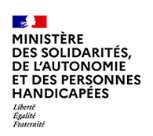 MINISTÈRE
DES SOLIDARITÉS,
DE L'AUTONOMIE
ET DES PERSONNES
HANDICAPÉES
Liberté
Égalité
Fraternité